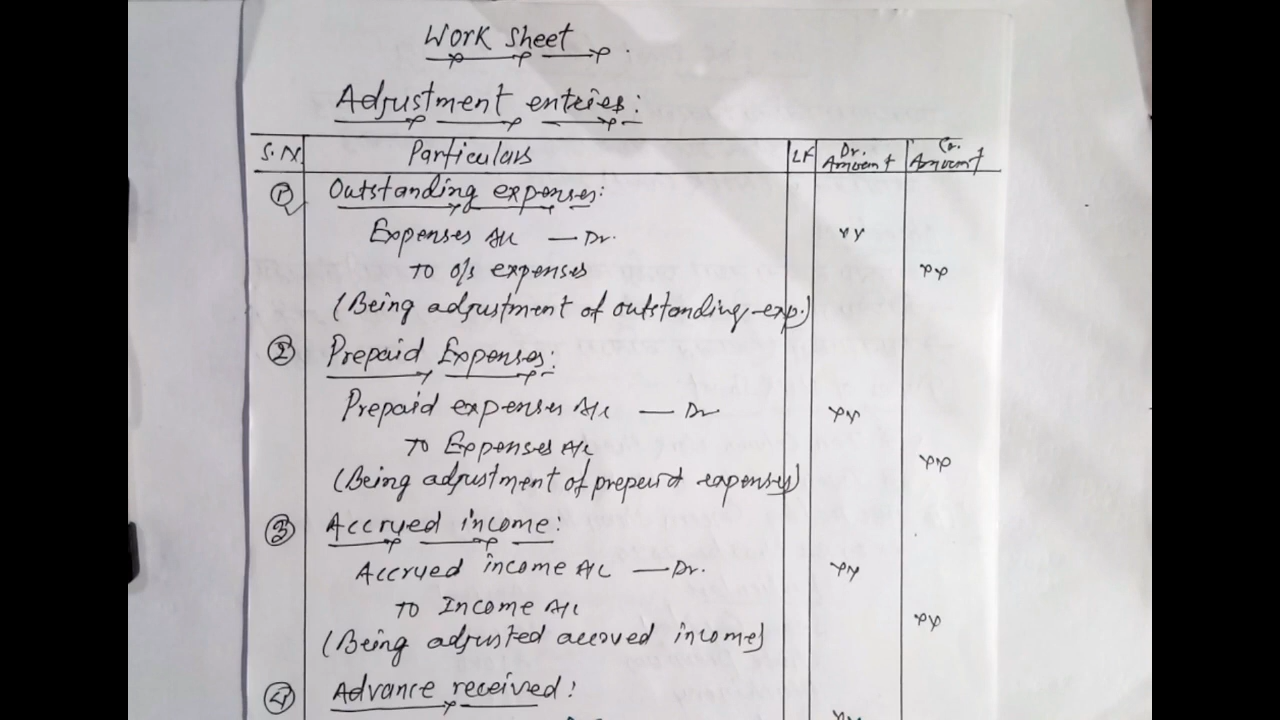 Work Sheet
Adjustment entries:
S.N Particulars LF Dr. Amount Cr. Amount
① Outstanding expenses:
Expenses A/c — Dr. xx
To o/s expenses xx
(Being adjustment of outstanding exp.)
② Prepaid Expenses:
Prepaid expenses A/c — Dr xx
To Expenses A/c xx
(Being adjustment of prepaid expenses)
③ Accryed income:
Accryed income A/c — Dr. xx
To Income A/c xx
(Being adjusted accrued income)
④ Advance received: